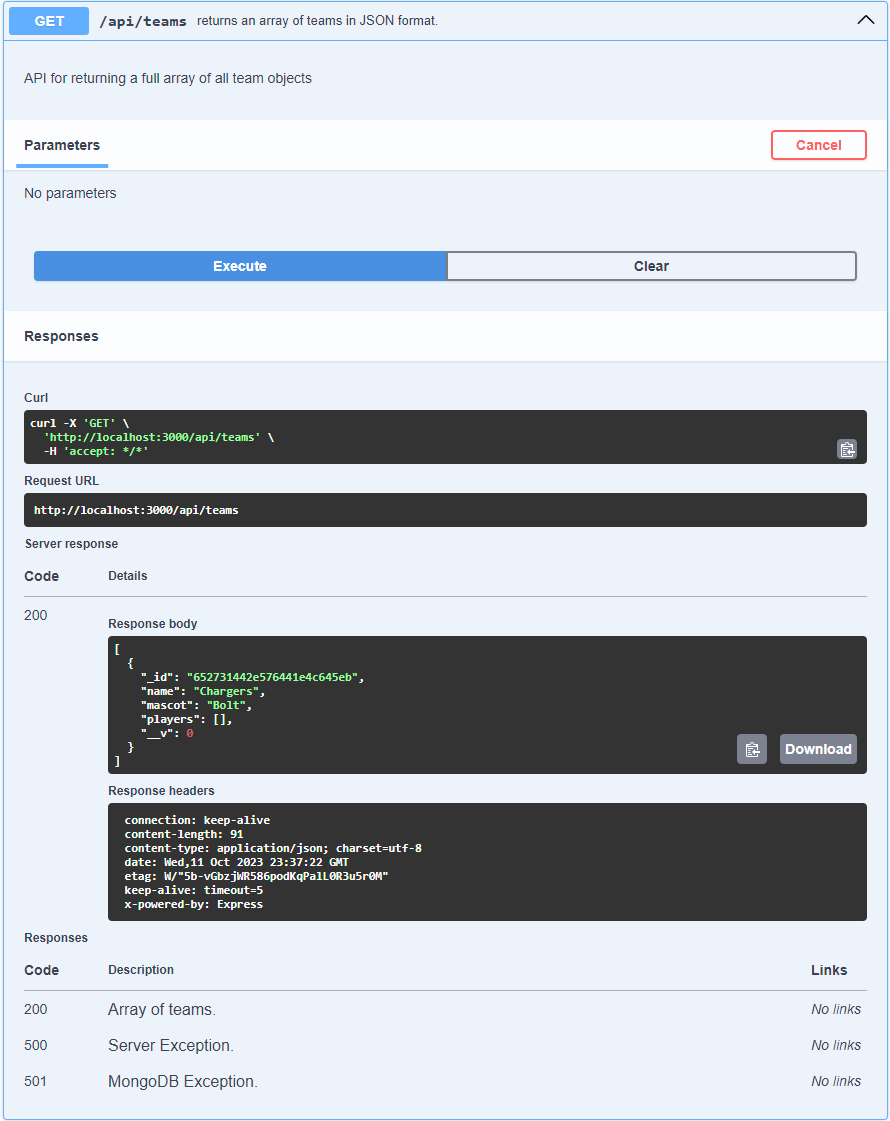 GET /api/teams returns an array of teams in JSON format.
API for returning a full array of all team objects
Parameters Cancel
No parameters
Execute Clear
Responses
Curl
curl -X 'GET' \
'http://localhost:3000/api/teams' \
-H 'accept: */*'
Request URL
http://localhost:3000/api/teams
Server response
Code Details
200
Response body
[
{
"_id": "652731442e576441e4c645eb",
"name": "Chargers",
"mascot": "Bolt",
"players": [],
"__v": 0
}
]
Download
Response headers
connection: keep-alive
content-length: 91
content-type: application/json; charset=utf-8
date: Wed,11 Oct 2023 23:37:22 GMT
etag: W/"5b-vGbzjWR586podKqPalL0R3u5r0M"
keep-alive: timeout=5
x-powered-by: Express
Responses
Code Description Links
200 Array of teams. No links
500 Server Exception. No links
501 MongoDB Exception. No links